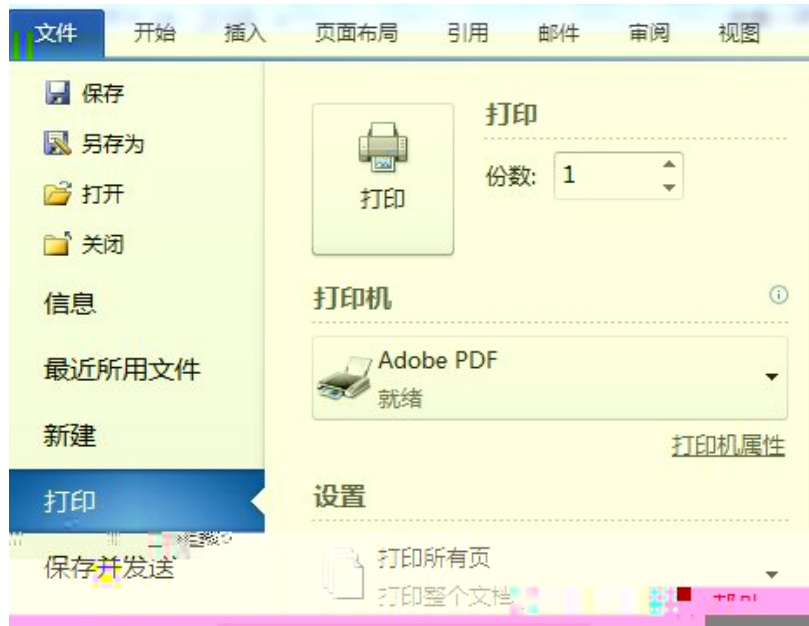 文件 开始 插入 页面布局 引用 邮件 审阅 视图
保存
另存为
打开
关闭
信息
最近所用文件
新建
打印
保存并发送
打印
打印
份数: 1
打印机
Adobe PDF
就绪
打印机属性
设置
打印所有页
打印整个文档